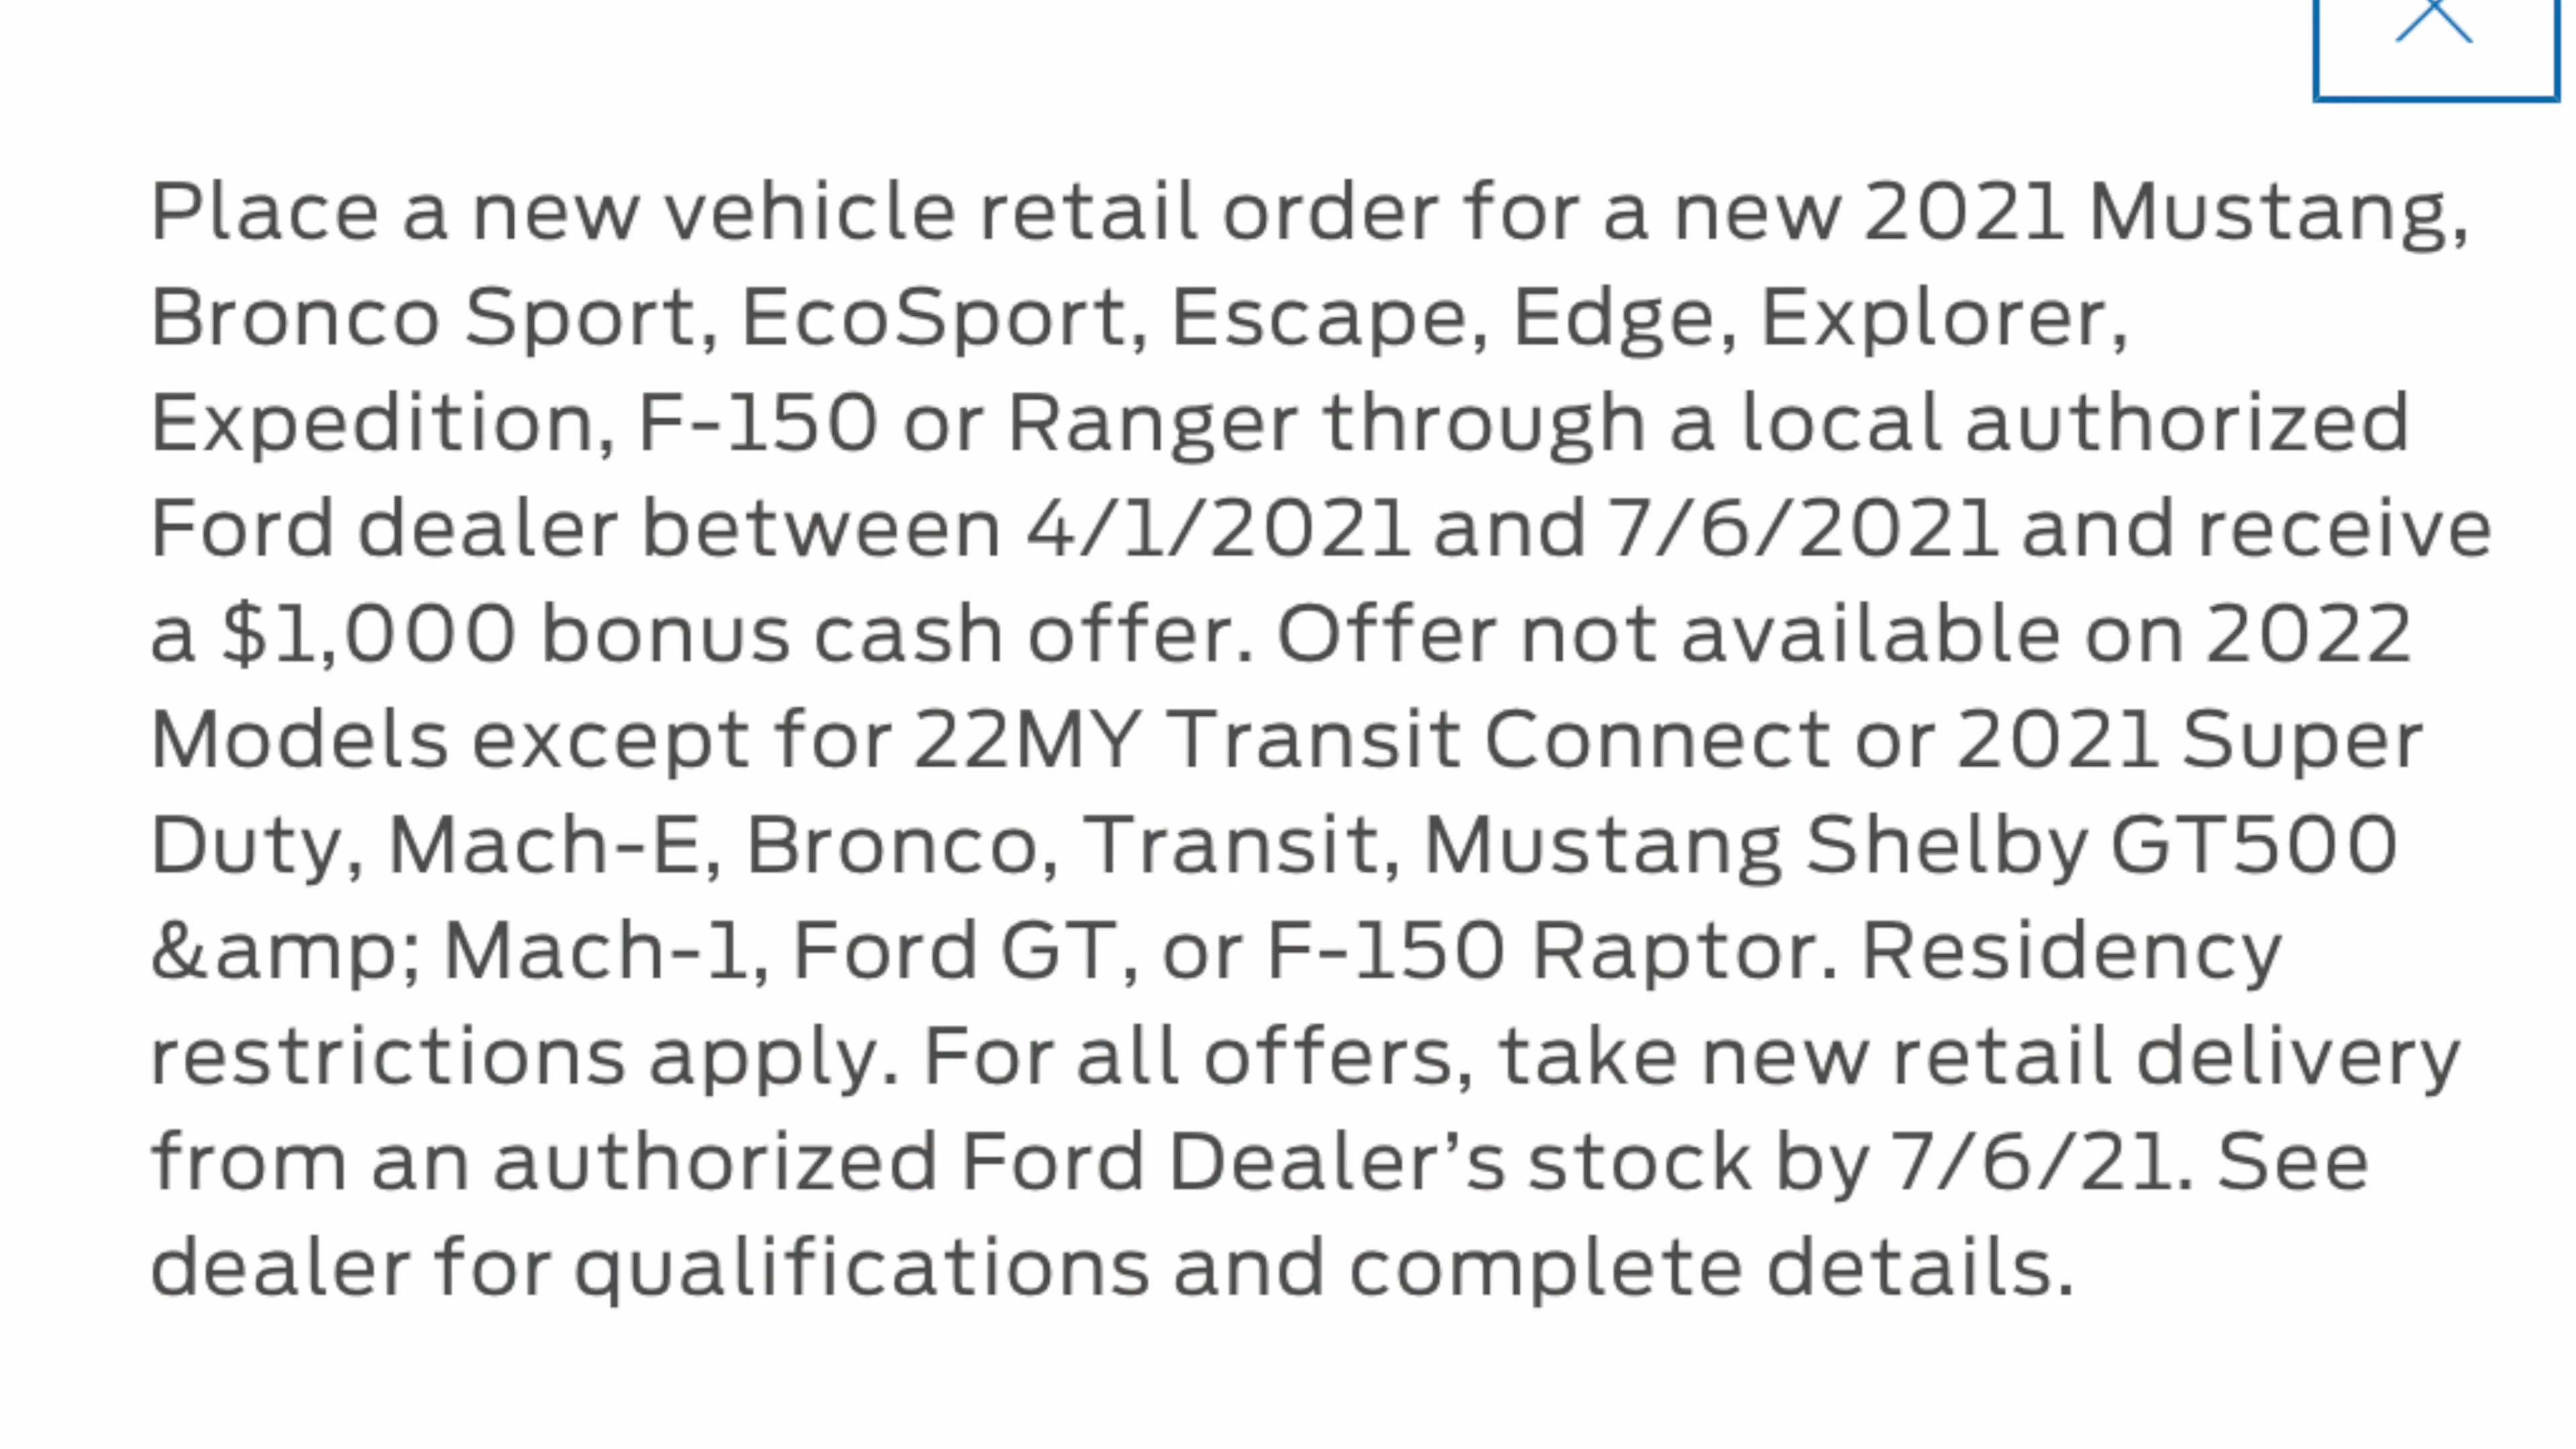 Place a new vehicle retail order for a new 2021 Mustang,
Bronco Sport, EcoSport, Escape, Edge, Explorer,
Expedition, F-150 or Ranger through a local authorized
Ford dealer between 4/1/2021 and 7/6/2021 and receive
a $1,000 bonus cash offer. Offer not available on 2022
Models except for 22MY Transit Connect or 2021 Super
Duty, Mach-E, Bronco, Transit, Mustang Shelby GT500
&amp; Mach-1, Ford GT, or F-150 Raptor. Residency
restrictions apply. For all offers, take new retail delivery
from an authorized Ford Dealer’s stock by 7/6/21. See
dealer for qualifications and complete details.